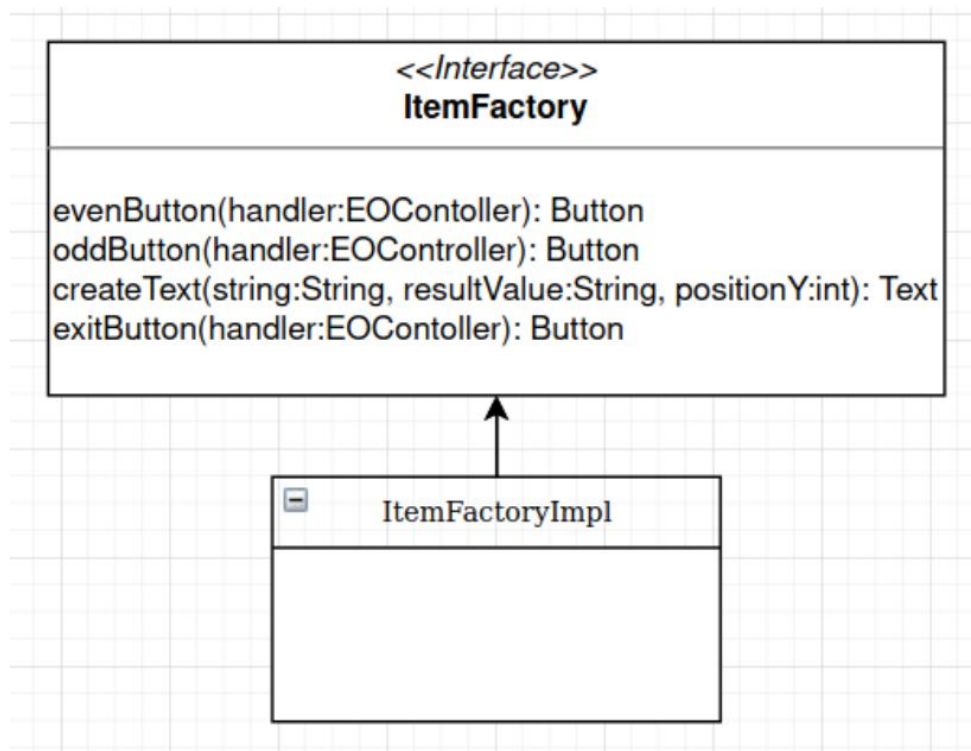 <<Interface>>
ItemFactory
evenButton(handler:EOContoller): Button
oddButton(handler:EOController): Button
createText(string:String, resultValue:String, positionY:int): Text
exitButton(handler:EOContoller): Button
ItemFactoryImpl